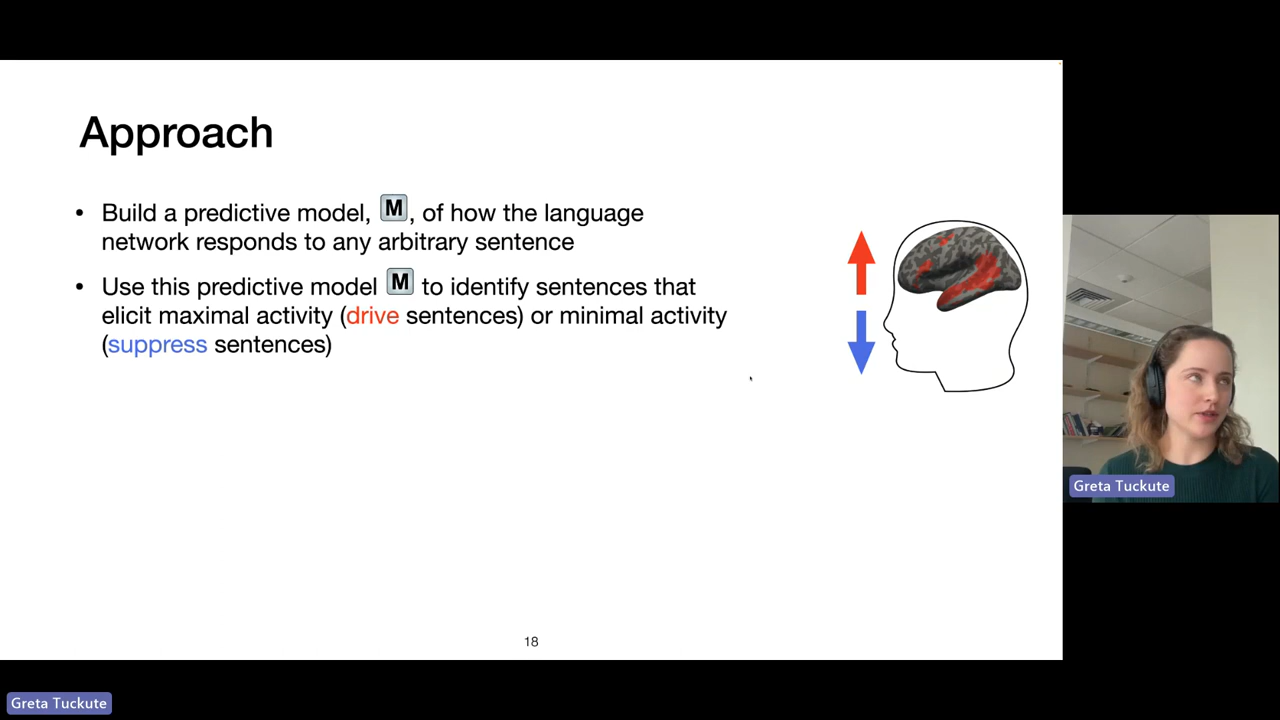 Approach
• Build a predictive model, M, of how the language
network responds to any arbitrary sentence
• Use this predictive model M to identify sentences that
elicit maximal activity (drive sentences) or minimal activity
(suppress sentences)
18
Greta Tuckute
Greta Tuckute